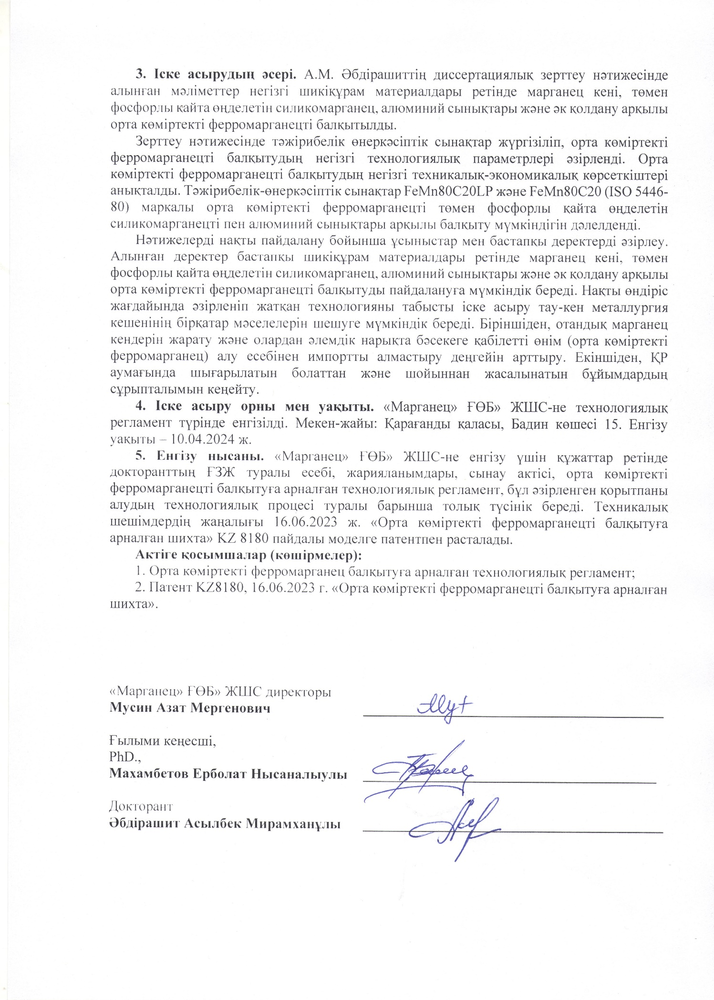 3. Іске асырудың әсері. А.М. Әбдірашиттің диссертациялық зерттеу нәтижесінде
алынған мәліметтер негізгі шикіқұрам материалдары ретінде марганец кені, төмен
фосфорлы кайта өңделетін силикомарганец, алюминий сынықтары және әк қолдану арқылы
орта көміртекті ферромарганецті балқытылды.
Зерттеу нәтижесінде тәжірибелік өнеркәсіптік сынақтар жүргізіліп, орта көміртекті
ферромарганецті балқытудың негізгі технологиялық параметрлері әзірленді. Орта
көміртекті ферромарганецті балқытудың негізгі техникалық-экономикалық көрсеткіштері
анықталды. Тәжірибелік-өнеркәсіптік сынақтар FeMn80C20LP және FeMn80C20 (ISO 5446-
80) маркалы орта көміртекті ферромарганецті төмен фосфорлы қайта өңделетін
силикомарганецті пен алюминий сынықтары арқылы балқыту мүмкіндігін дәлелденді.
Нәтижелерді нақты пайдалану бойынша ұсыныстар мен бастапқы деректерді әзірлеу.
Алынған деректер бастапқы шикіқұрам материалдары ретінде марганец кені, төмен
фосфорлы қайта өңделетін силикомарганец, алюминий сынықтары және әк қолдану арқылы
орта көміртекті ферромарганецті балқытуды пайдалануға мүмкіндік береді. Нақты өндіріс
жағдайында әзірленіп жатқан технологияны табысты іске асыру тау-кен металлургия
кешенінің бірқатар мәселелерін шешуге мүмкіндік береді. Біріншіден, отандық марганец
кендерін жарату және олардан әлемдік нарықта бәсекеге қабілетті өнім (орта көміртекті
ферромарганец) алу есебінен импортты алмастыру деңгейін арттыру. Екіншіден, ҚР
аумағында шығарылатын болаттан және шойыннан жасалынатын бұйымдардың
сұрыпталымын кеңейту.
4. Іске асыру орны мен уақыты. «Марганец» ҒӨБ» ЖШС-не технологиялық
регламент түрінде енгізілді. Мекен-жайы: Қарағанды қаласы, Бадин көшесі 15. Енгізу
уақыты – 10.04.2024 ж.
5. Енгізу нысаны. «Марганец» ҒӨБ» ЖШС-не енгізу үшін құжаттар ретінде
докторанттың ҒЗЖ туралы есебі, жарияланымдары, сынау актісі, орта көміртекті
ферромарганецті балқытуға арналған технологиялық регламент, бұл әзірленген қорытпаны
алудың технологиялық процесі туралы барынша толық түсінік береді. Техникалық
шешімдердің жаңалығы 16.06.2023 ж. «Орта көміртекті ферромарганецті балқытуға
арналған шихта» KZ 8180 пайдалы моделге патентпен расталады.
Актіге қосымшалар (көшірмелер):
1. Орта көміртекті ферромарганец балқытуға арналған технологиялық регламент;
2. Патент KZ8180, 16.06.2023 г. «Орта көміртекті ферромарганецті балқытуға арналған
шихта».
«Марганец» ҒӨБ» ЖШС директоры
Мусин Азат Мергенович
Ғылыми кеңесші,
PhD.,
Махамбетов Ерболат Нысаналыулы
Докторант
Әбдірашит Асылбек Мирамханұлы